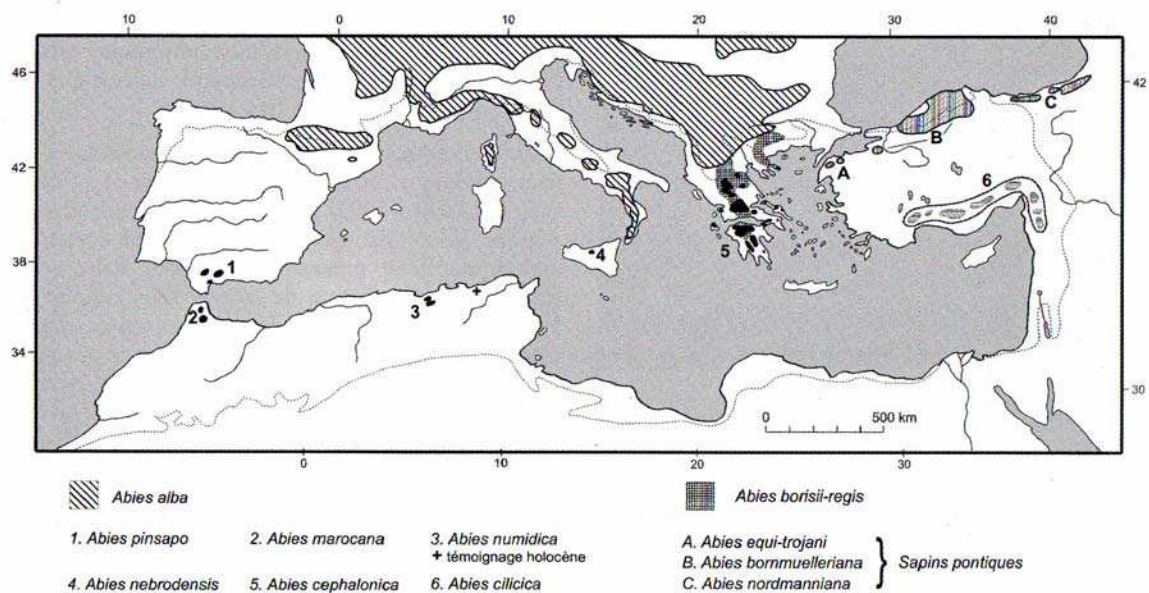 10 0 10 20 30 40
46 42
42
38
34 30
1
2
3
+
4
5
6
A
B
C
0 500 km
0 10 20 30
Abies alba Abies borisii-regis
1. Abies pinsapo 2. Abies marocana 3. Abies numidica A. Abies equi-trojani
+ témoignage holocène B. Abies bornmuelleriana Sapins pontiques
4. Abies nebrodensis 5. Abies cephalonica 6. Abies cilicica C. Abies nordmanniana